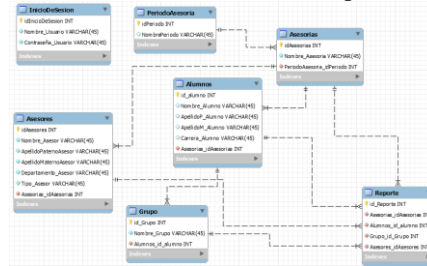 InicioDeSesion
idInicioDeSesion INT
Nombre_Usuario VARCHAR(45)
Contraseña_Usuario VARCHAR(45)
Indexes
PeriodoAsesoria
idPeriodo INT
NombrePeriodo VARCHAR(45)
Indexes
Asesorias
idAsesorias INT
Nombre_Asesoria VARCHAR(45)
PeriodoAsesoria_idPeriodo INT
Indexes
Alumnos
id_alumno INT
Nombre_Alumno VARCHAR(45)
ApellidoP_Alumno VARCHAR(45)
ApellidoM_Alumno VARCHAR(45)
Carrera_Alumno VARCHAR(45)
Asesorias_idAsesorias INT
Indexes
Asesores
idAsesores INT
Nombre_Asesor VARCHAR(45)
ApellidoPaternoAsesor VARCHAR(45)
ApellidoMaternoAsesor VARCHAR(45)
Departamento_Asesor VARCHAR(45)
Tipo_Asesor VARCHAR(45)
Asesorias_idAsesorias INT
Indexes
Grupo
id_Grupo INT
Nombre_Grupo VARCHAR(45)
Alumnos_id_alumno INT
Indexes
Reporte
id_Reporte INT
Asesorias_idAsesorias INT
Alumnos_id_alumno INT
Grupo_id_Grupo INT
Asesores_idAsesores INT
Indexes